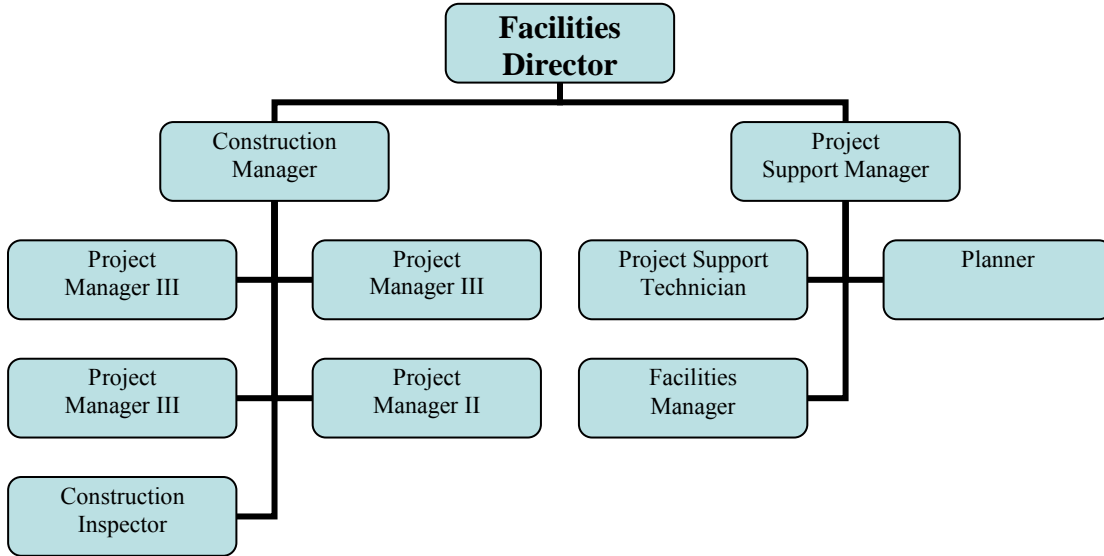 Facilities
Director
Construction
Manager
Project
Support Manager
Project
Manager III
Project
Manager III
Project Support
Technician
Planner
Project
Manager III
Project
Manager II
Facilities
Manager
Construction
Inspector